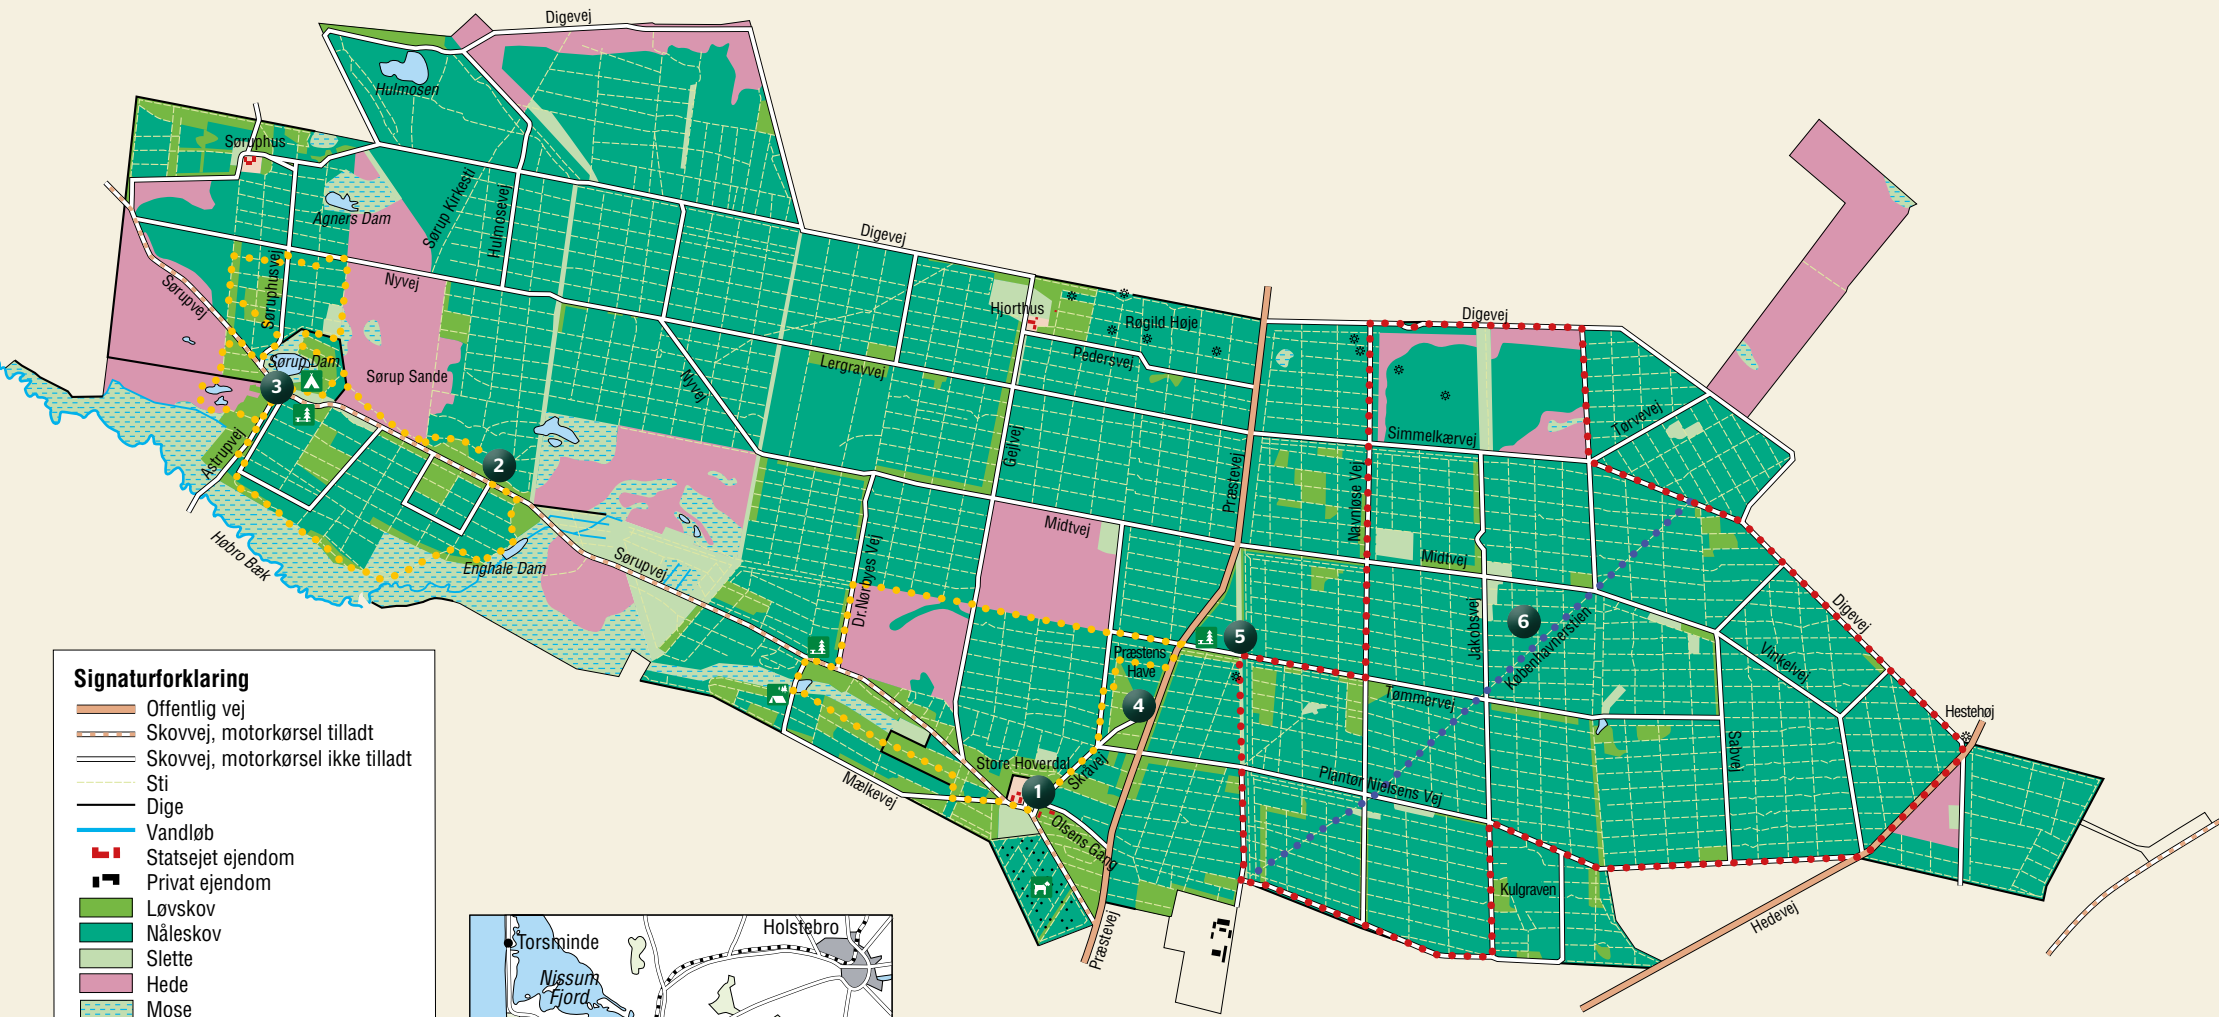 Digevej
Hulmosen
Søruphus
Agners Dam
Sørup Kirkesti
Hulmosevej
Digevej
Sørupvej
Søruphusvej
Nyvej
Hjorthus
Røgild Høje
Digevej
Pedersvej
Sørup Dam
Sørup Sande
Nyvej
Lergravvej
3
Tørvevej
Simmelkærvej
Astrupvej
2
Gejlvej
Præstevej
Navnløse Vej
Midtvej
Midtvej
Høbro Bæk
Enghale Dam
Sørupvej
Dr.Nørbyes Vej
Jakobsvej
6
Københavnerstien
Digevej
5
Præstens
Have
Vinkelvej
4
Tømmervej
Hestehøj
Sabvej
Store Hoverdal
Skråvej
Mælkevej
1
Plantør Nielsens Vej
Olsens Gang
Kulgraven
Præstevej
Hedevej
Signaturforklaring
Offentlig vej
Skovvej, motorkørsel tilladt
Skovvej, motorkørsel ikke tilladt
Sti
Dige
Vandløb
Statsejet ejendom
Privat ejendom
Løvskov
Nåleskov
Slette
Hede
Mose
Torsminde
Holstebro
Nissum
Fjord